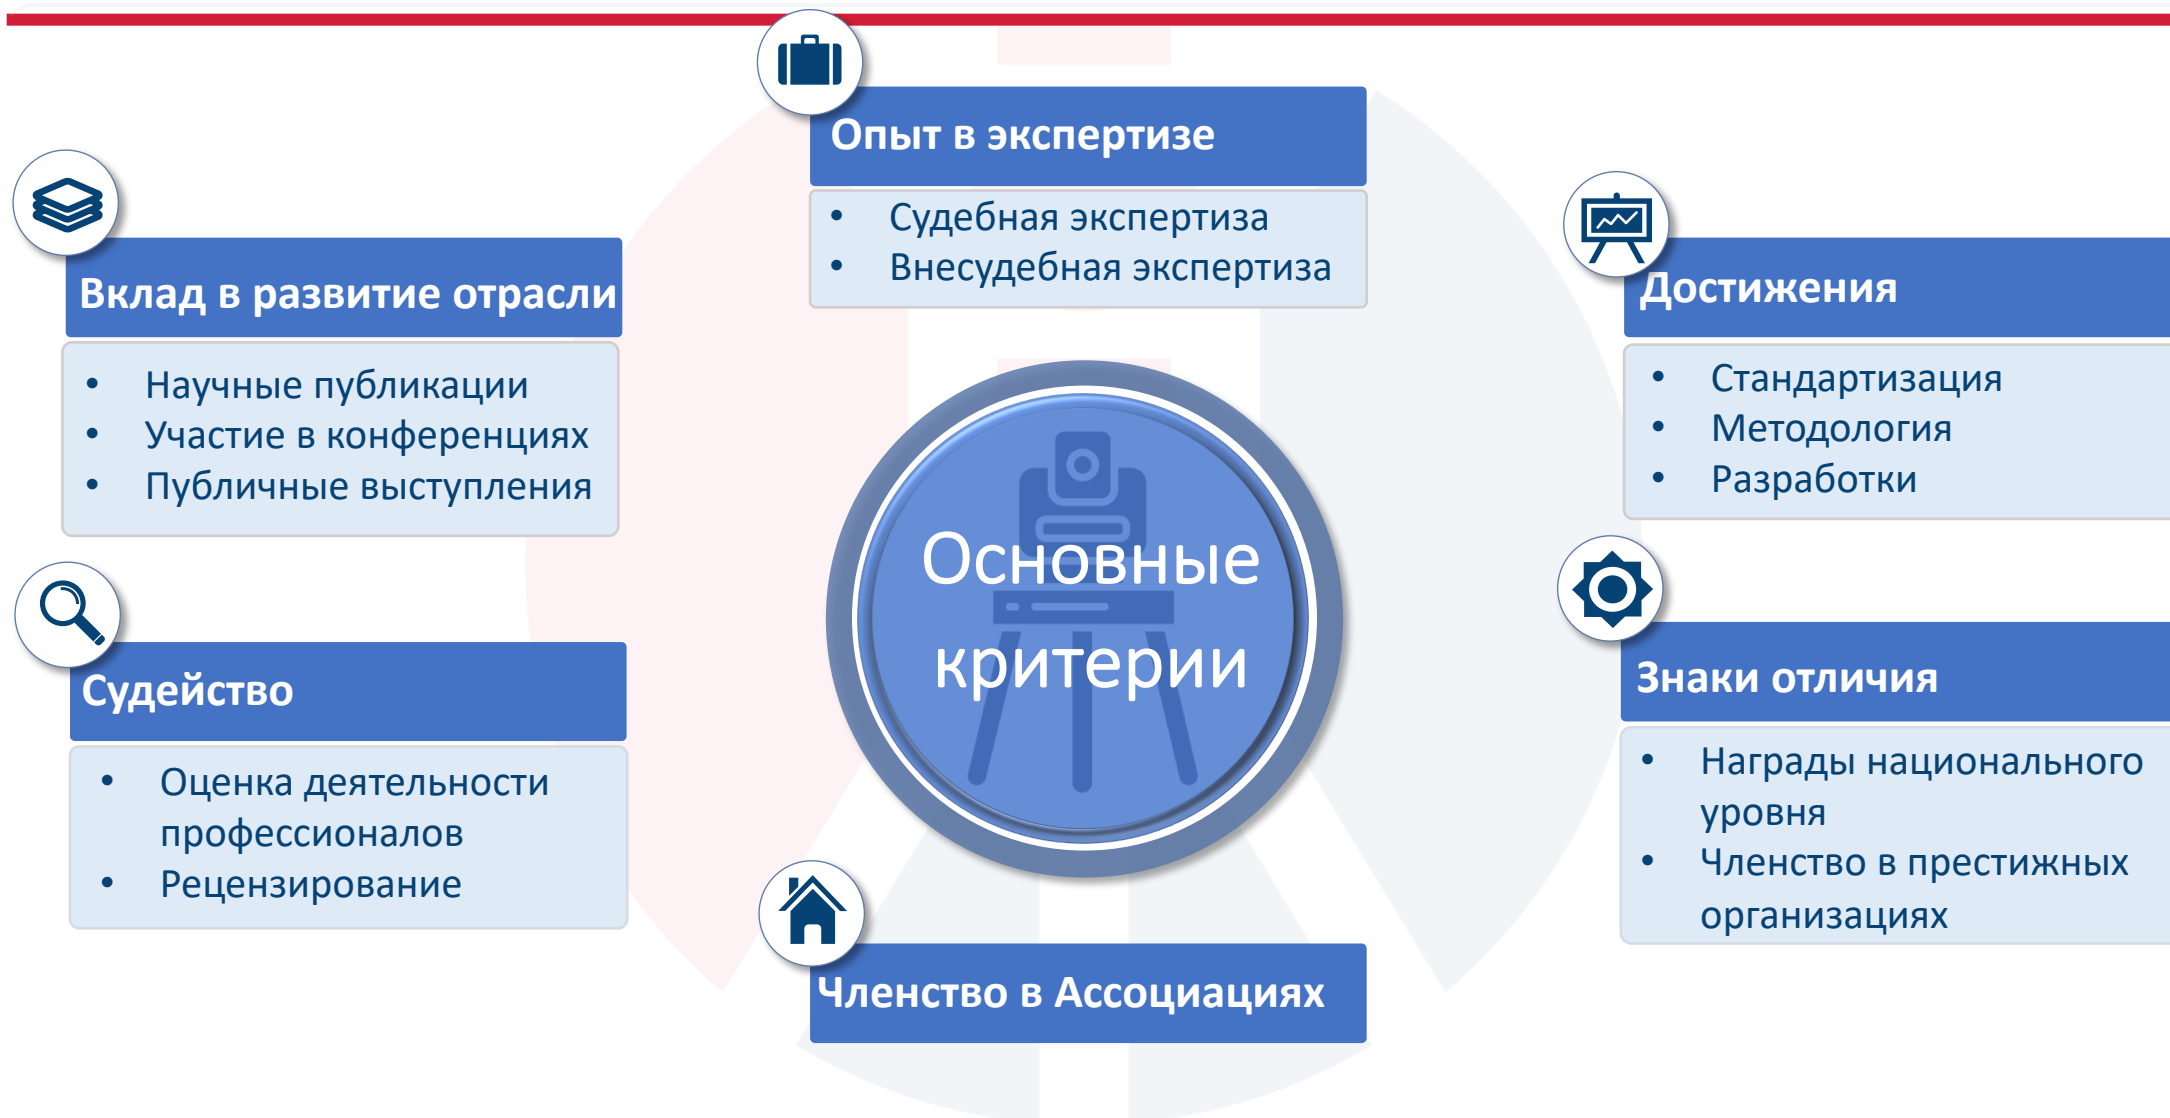 Опыт в экспертизе
• Судебная экспертиза
• Внесудебная экспертиза
Вклад в развитие отрасли
• Научные публикации
• Участие в конференциях
• Публичные выступления
Достижения
• Стандартизация
• Методология
• Разработки
Основные
критерии
Судейство
• Оценка деятельности
профессионалов
• Рецензирование
Знаки отличия
• Награды национального
уровня
• Членство в престижных
организациях
Членство в Ассоциациях